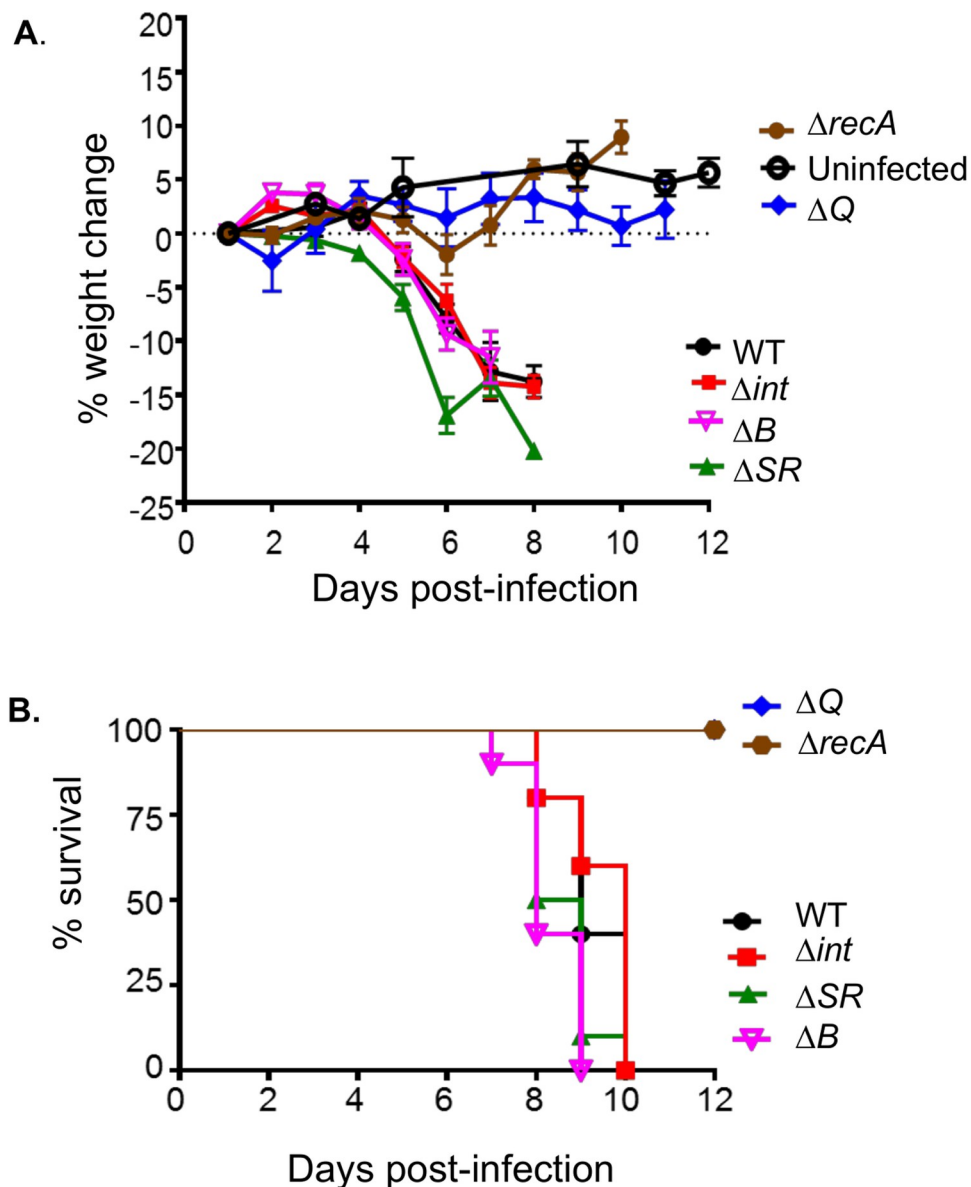 A.
20
15
10
5
0
-5
-10
-15
-20
-25
% weight change
0 2 4 6 8 10 12
Days post-infection
ΔrecA
Uninfected
ΔQ
WT
Δint
ΔB
ΔSR
B.
100
75
50
25
0
% survival
0 2 4 6 8 10 12
Days post-infection
ΔQ
ΔrecA
WT
Δint
ΔSR
ΔB